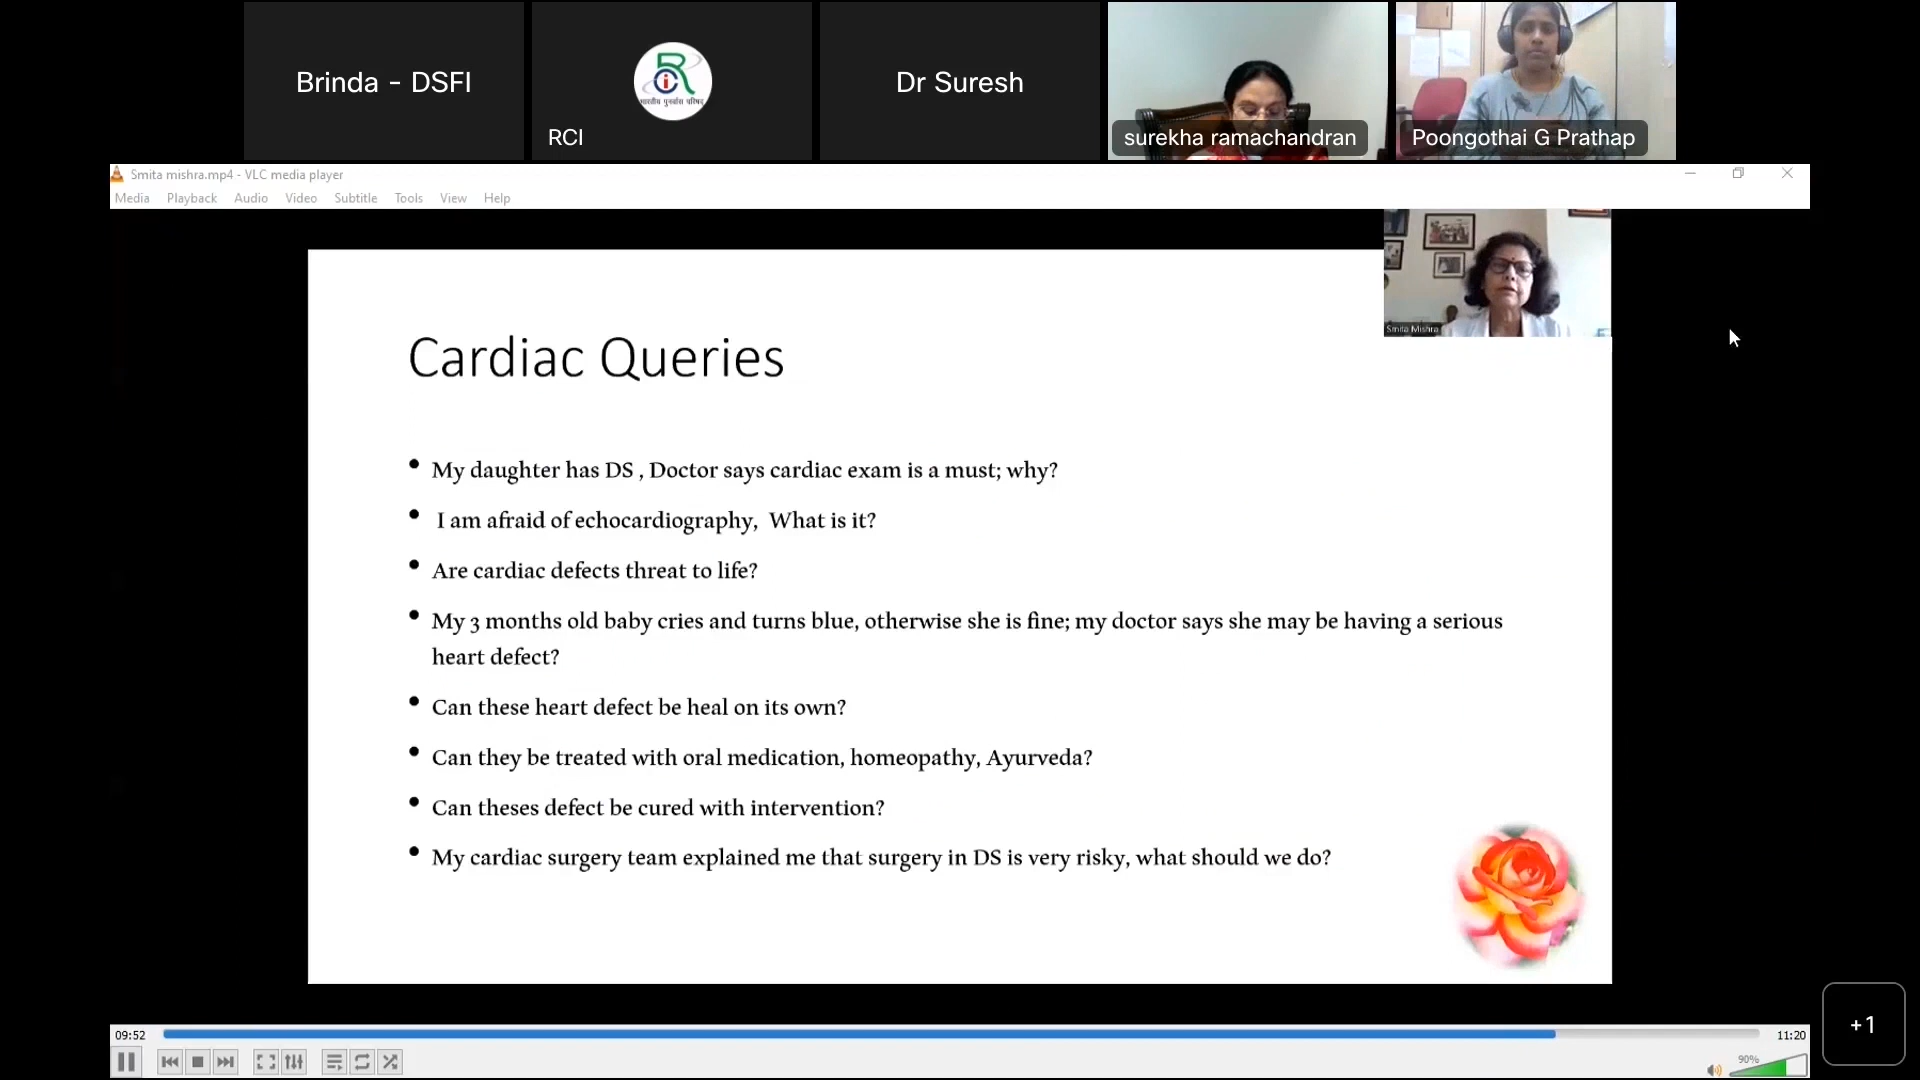 Brinda - DSFI
भारतीय पुनर्वास परिषद
RCI
Dr Suresh
surekha ramachandran
Poongothai G Prathap
Smita mishra.mp4 - VLC media player
Media Playback Audio Video Subtitle Tools View Help
Smita Mishra
Cardiac Queries
• My daughter has DS , Doctor says cardiac exam is a must; why?
• I am afraid of echocardiography, What is it?
• Are cardiac defects threat to life?
• My 3 months old baby cries and turns blue, otherwise she is fine; my doctor says she may be having a serious
heart defect?
• Can these heart defect be heal on its own?
• Can they be treated with oral medication, homeopathy, Ayurveda?
• Can theses defect be cured with intervention?
• My cardiac surgery team explained me that surgery in DS is very risky, what should we do?
+1
09:52
11:20
90%